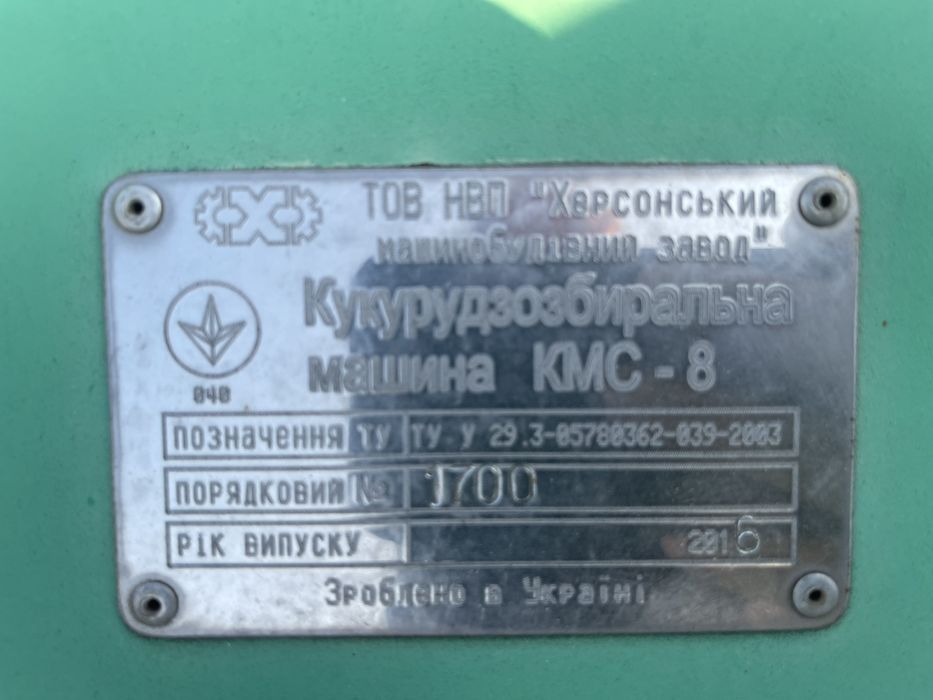 ТОВ НВП "Херсонський
машинобудівний завод"
Кукурудзозбиральна
машина КМС - 8
040
позначення ТУ ТУ У 29.3-05780362-039-2003
порядковий № 1700
рік випуску 2016
Зроблено в Україні